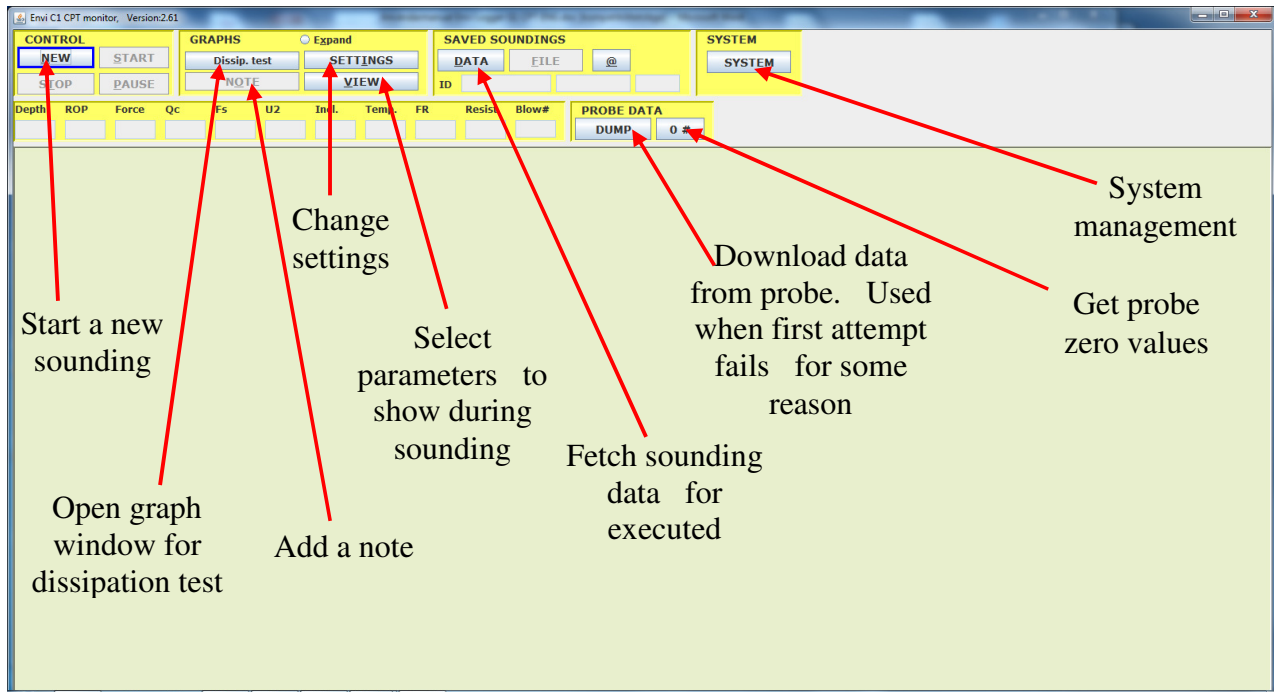 Envi C1 CPT monitor, Version:2.61
CONTROL
NEW START
STOP PAUSE
GRAPHS Expand
Dissip. test SETTINGS
NOTE VIEW
SAVED SOUNDINGS
DATA FILE @
ID
SYSTEM
SYSTEM
Depth ROP Force Qc Fs U2 Incl. Temp. FR Resist. Blow#
PROBE DATA
DUMP 0 #
System
management
Change
settings
Download data
from probe. Used
when first attempt
fails for some
reason
Get probe
zero values
Start a new
sounding
Select
parameters to
show during
sounding
Fetch sounding
data for
executed
Open graph
window for
dissipation test
Add a note